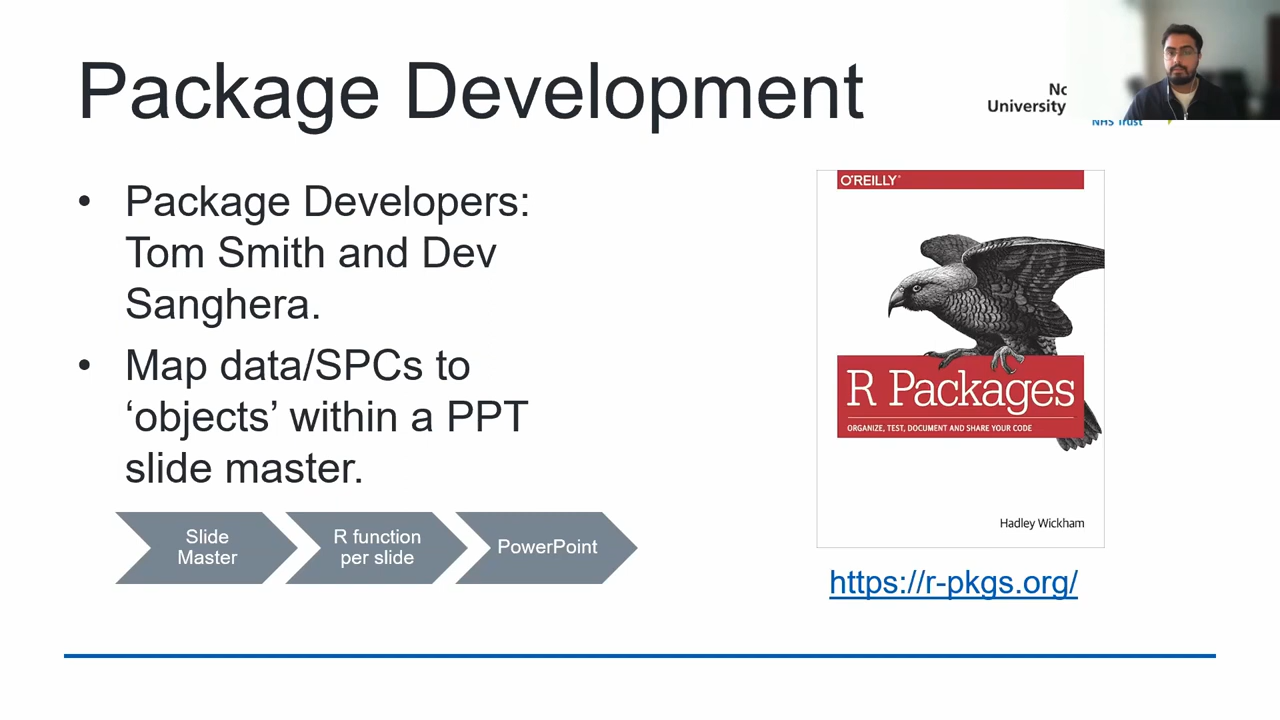 Package Development
University
NHS Trust
• Package Developers:
Tom Smith and Dev
Sanghera.
• Map data/SPCs to
‘objects’ within a PPT
slide master.
Slide
Master
R function
per slide
PowerPoint
O'REILLY®
R Packages
ORGANIZE, TEST, DOCUMENT AND SHARE YOUR CODE
Hadley Wickham
https://r-pkgs.org/